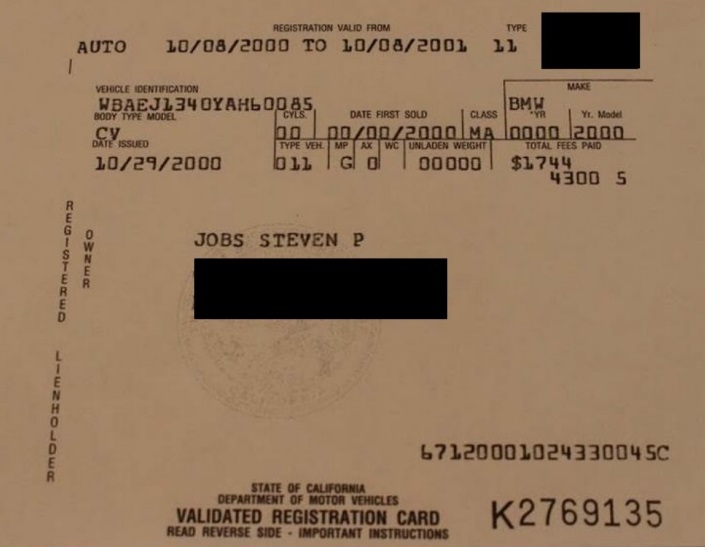 REGISTRATION VALID FROM TYPE
AUTO 10/08/2000 TO 10/08/2001 11
VEHICLE IDENTIFICATION MAKE
WBAEJ1340YAH60085 BMW
BODY TYPE MODEL CYLS. DATE FIRST SOLD CLASS *YR Yr. Model
CV 00 00/00/2000 MA 0000 2000
DATE ISSUED TYPE VEH. MP AX WC UNLADEN WEIGHT TOTAL FEES PAID
10/29/2000 011 G 0 00000 $1744
4300 S
REGISTERED OWNER
JOBS STEVEN P
LIENHOLDER
67120001024330045C
STATE OF CALIFORNIA
DEPARTMENT OF MOTOR VEHICLES
VALIDATED REGISTRATION CARD
READ REVERSE SIDE - IMPORTANT INSTRUCTIONS
K2769135